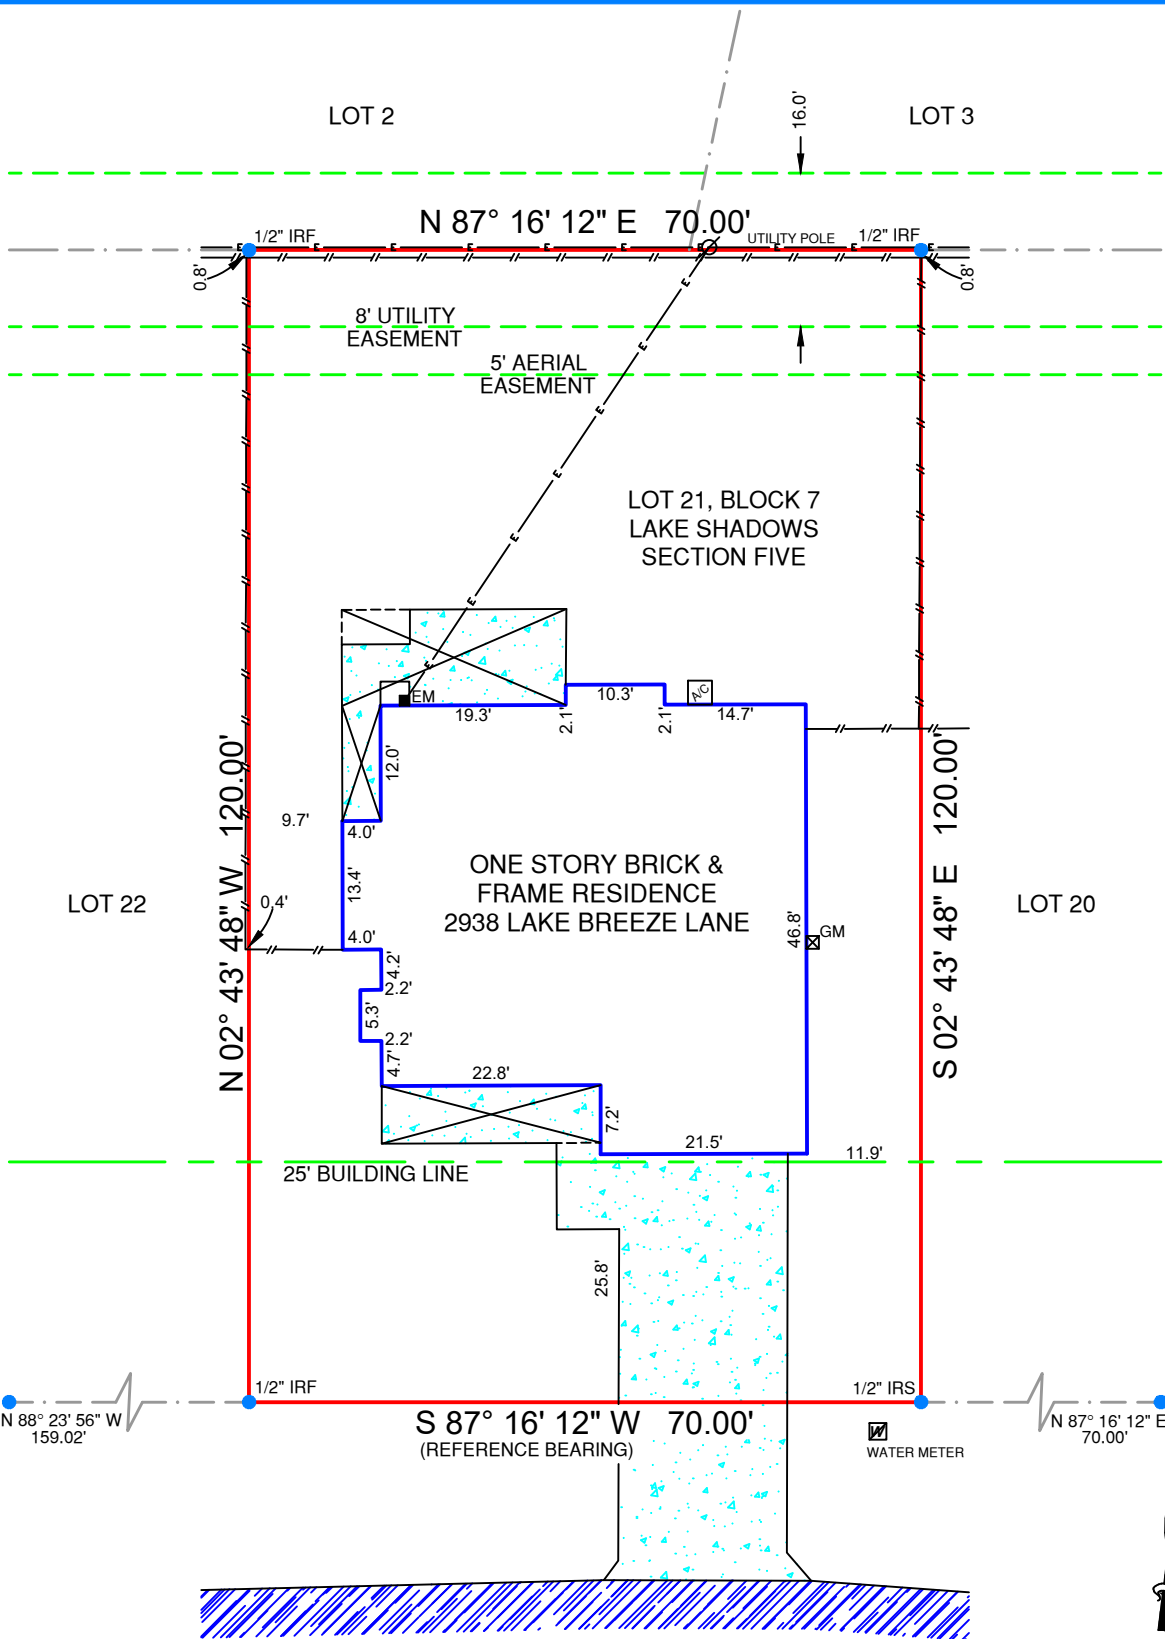 LOT 2
LOT 3
16.0'
N 87° 16' 12" E 70.00'
1/2" IRF
UTILITY POLE
1/2" IRF
E E E E E E E E E E
0.8'
0.8'
8' UTILITY
EASEMENT
5' AERIAL
EASEMENT
E
E
E
E
E
E
E
LOT 21, BLOCK 7
LAKE SHADOWS
SECTION FIVE
EM
19.3'
2.1'
10.3'
2.1'
A/C
14.7'
12.0'
N 02° 43' 48" W 120.00'
S 02° 43' 48" E 120.00'
9.7'
4.0'
13.4'
ONE STORY BRICK &
FRAME RESIDENCE
2938 LAKE BREEZE LANE
LOT 22
LOT 20
0.4'
46.8'
GM
4.0'
4.2'
2.2'
5.3'
2.2'
4.7'
22.8'
7.2'
21.5'
11.9'
25' BUILDING LINE
25.8'
1/2" IRF
1/2" IRS
N 88° 23' 56" W
159.02'
S 87° 16' 12" W 70.00'
(REFERENCE BEARING)
W
WATER METER
N 87° 16' 12" E
70.00'